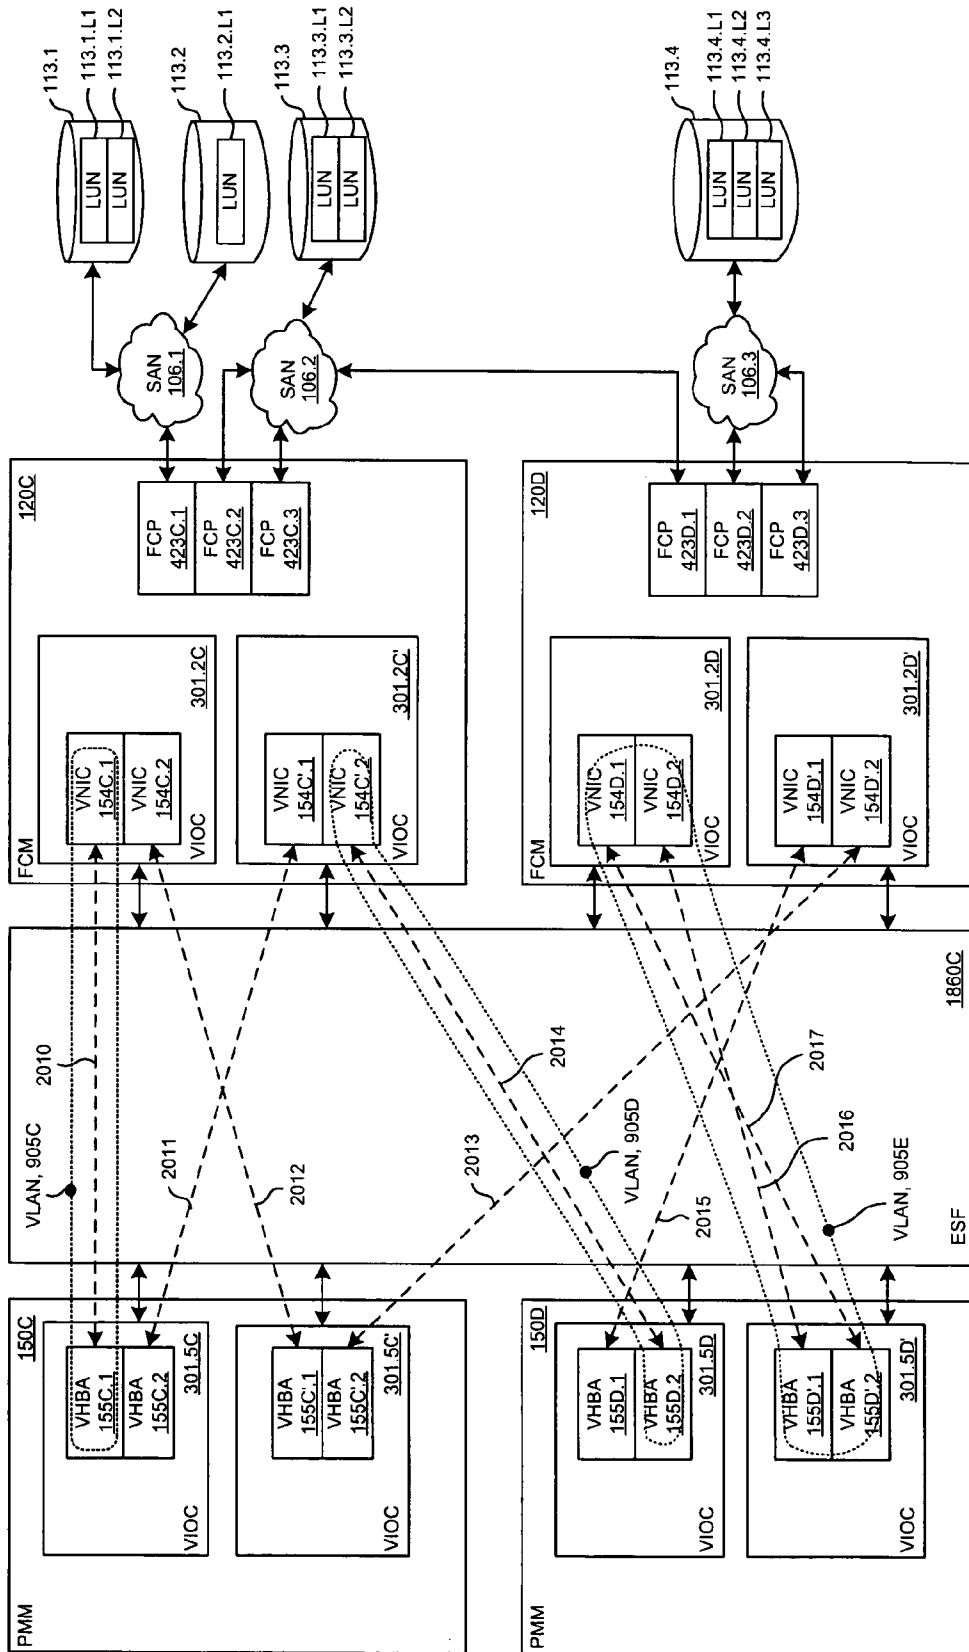 PMM
150C
VIOC
VHBA
155C.1
VHBA
155C.2
301.5C
VIOC
VHBA
155C'.1
VHBA
155C'.2
301.5C'
PMM
150D
VIOC
VHBA
155D.1
VHBA
155D.2
301.5D
VIOC
VHBA
155D'.1
VHBA
155D'.2
301.5D'
VLAN, 905C
2010
2011
2012
2013
2014
VLAN, 905D
2015
2016
2017
VLAN, 905E
ESF
1860C
FCM
120C
VNIC
154C.1
VNIC
154C.2
VIOC
301.2C
VNIC
154C'.1
VNIC
154C'.2
VIOC
301.2C'
FCP
423C.1
FCP
423C.2
FCP
423C.3
FCM
120D
VNIC
154D.1
VNIC
154D.2
VIOC
301.2D
VNIC
154D'.1
VNIC
154D'.2
VIOC
301.2D'
FCP
423D.1
FCP
423D.2
FCP
423D.3
SAN
106.1
SAN
106.2
SAN
106.3
LUN
LUN
113.1
113.1.L1
113.1.L2
LUN
113.2
113.2.L1
LUN
LUN
113.3
113.3.L1
113.3.L2
LUN
LUN
LUN
113.4
113.4.L1
113.4.L2
113.4.L3